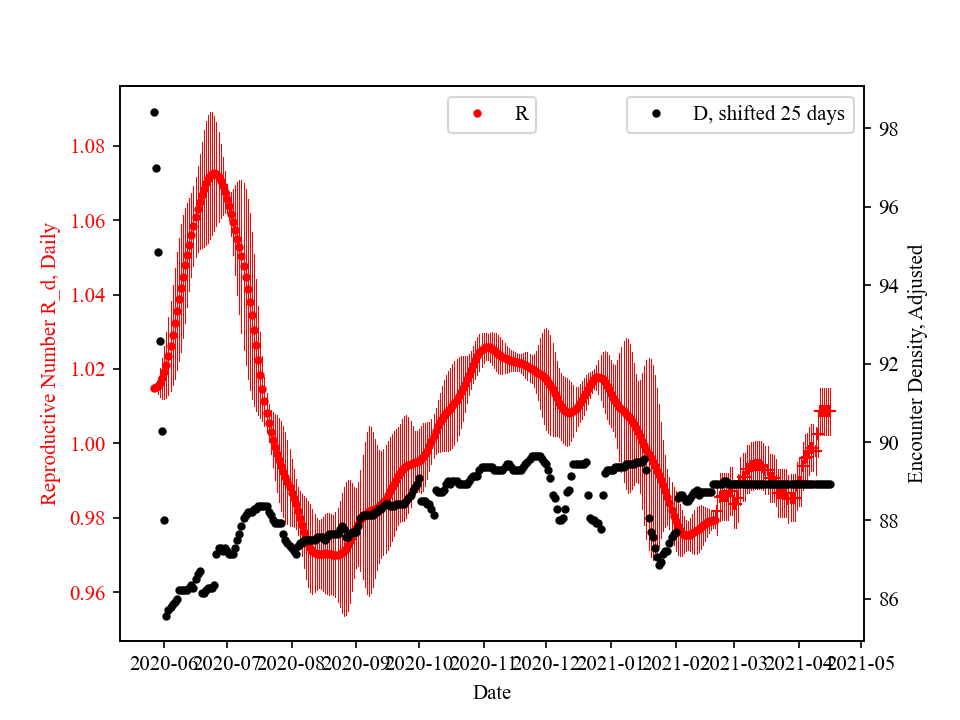 R
D, shifted 25 days
Reproductive Number R_d, Daily
1.08
1.06
1.04
1.02
1.00
0.98
0.96
98
96
94
92
90
88
86
Encounter Density, Adjusted
2020-06 2020-07 2020-08 2020-09 2020-10 2020-11 2020-12 2021-01 2021-02 2021-03 2021-04 2021-05
Date